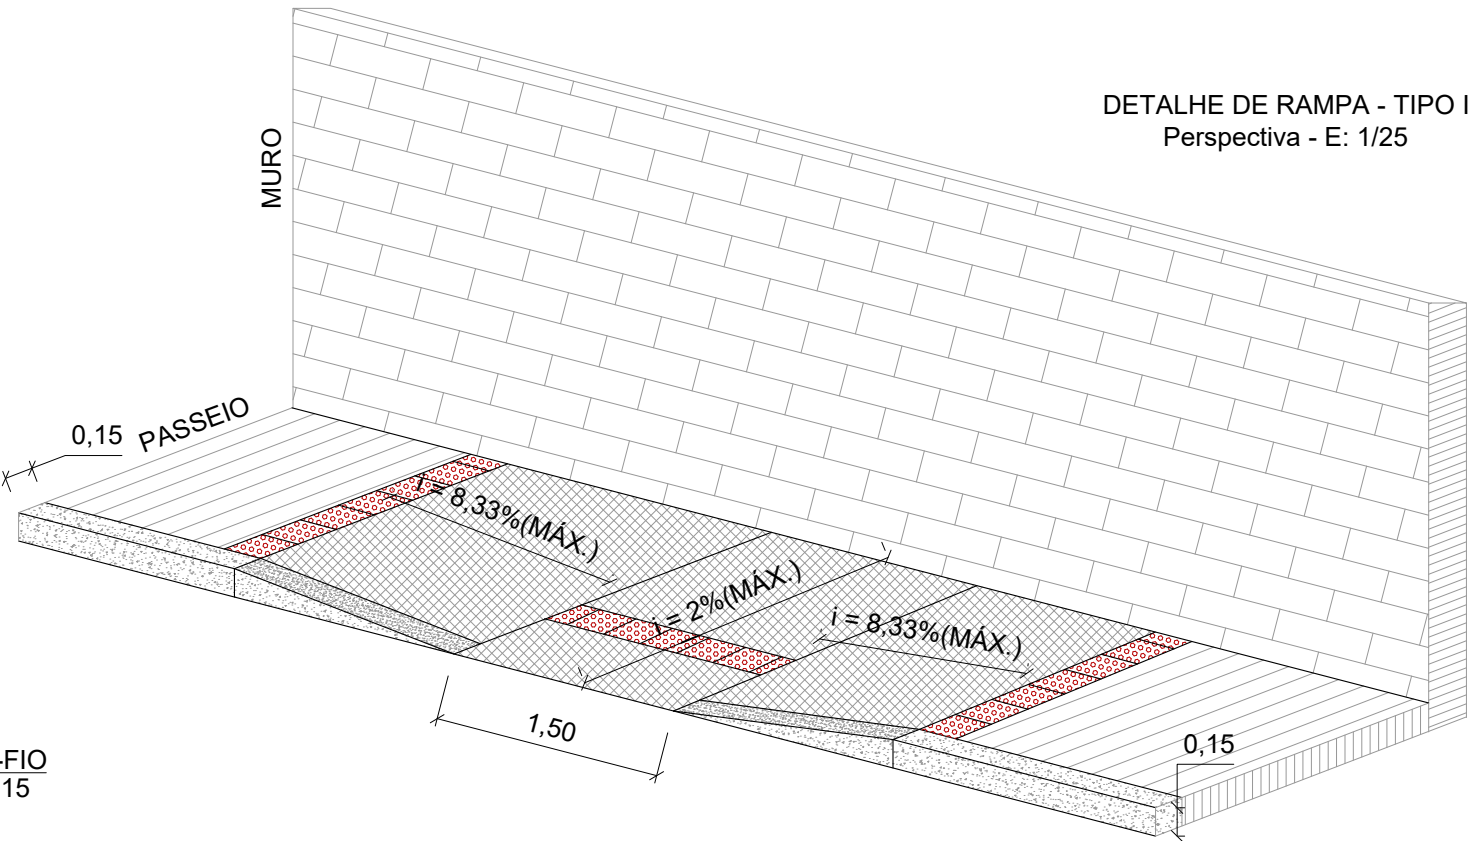 DETALHE DE RAMPA - TIPO I
Perspectiva - E: 1/25
MURO
PASSEIO
0,15
i = 8,33%(MÁX.)
i = 2%(MÁX.)
i = 8,33%(MÁX.)
1,50
0,15
-FIO
15